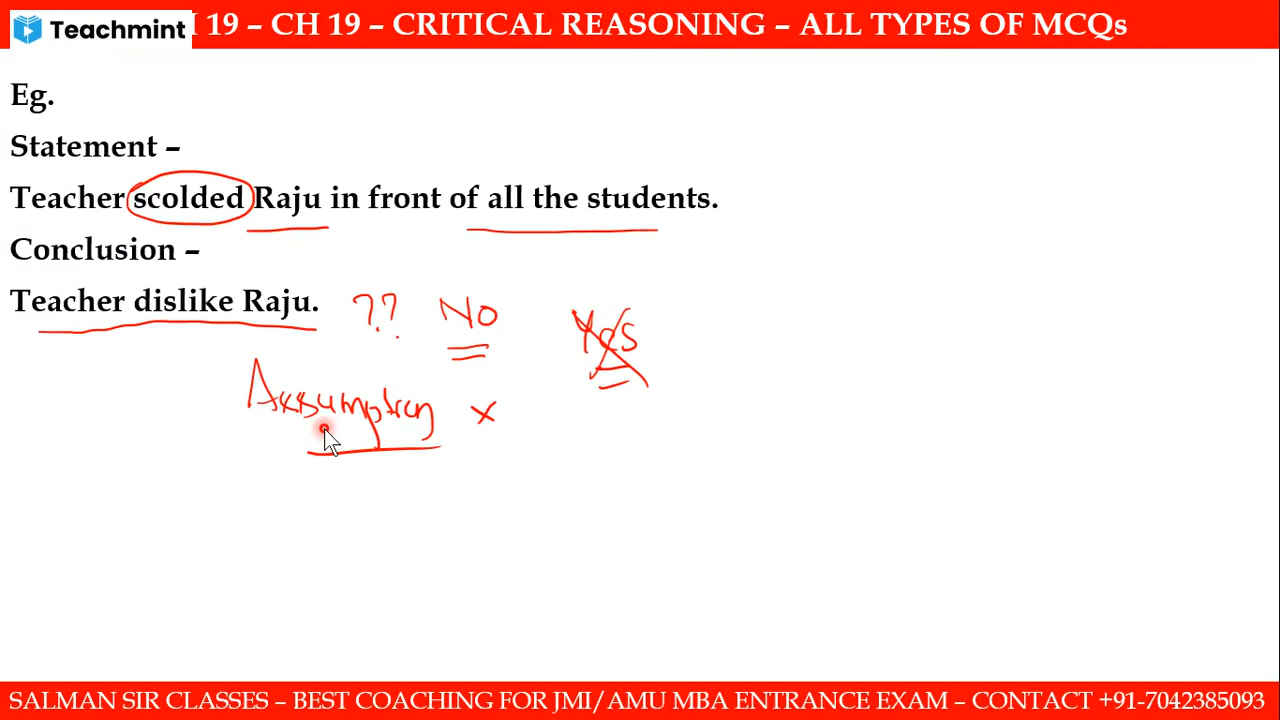 Teachmint
19 – CH 19 – CRITICAL REASONING – ALL TYPES OF MCQs
Eg.
Statement –
Teacher scolded Raju in front of all the students.
Conclusion –
Teacher dislike Raju. ?? No Yes
Assumption x
SALMAN SIR CLASSES – BEST COACHING FOR JMI/AMU MBA ENTRANCE EXAM – CONTACT +91-7042385093